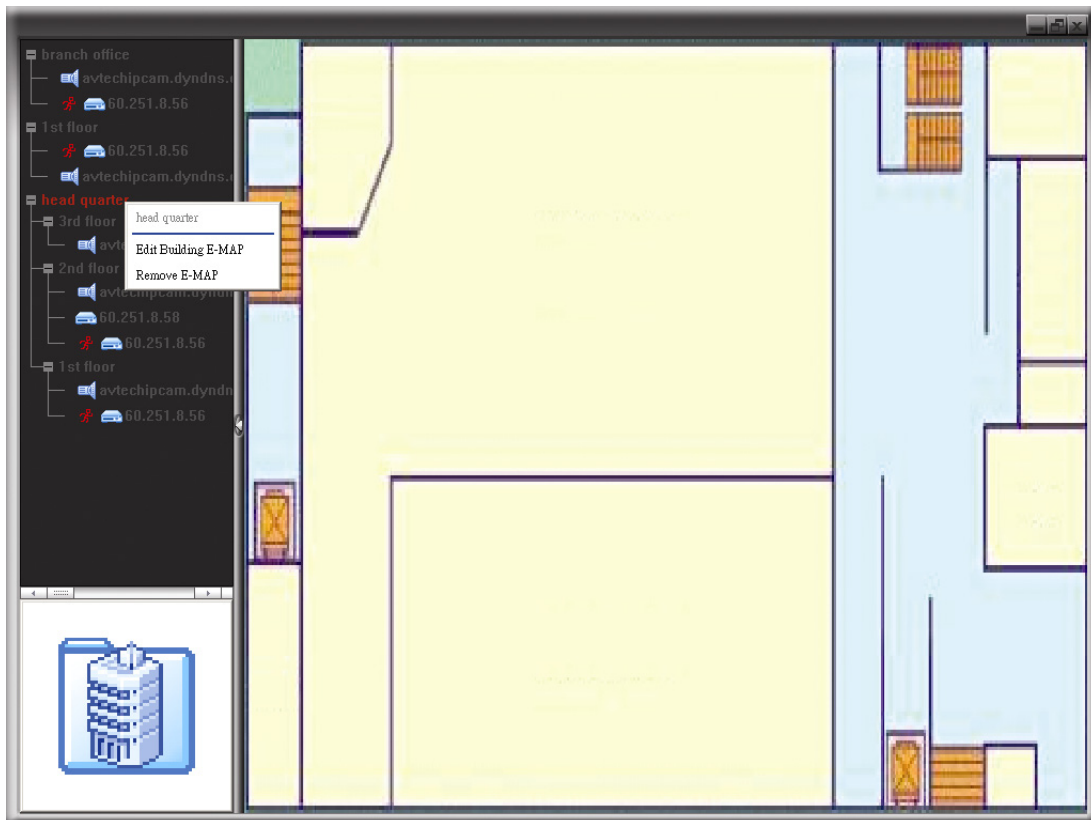 branch office
avtechipcam.dyndns.
60.251.8.56
1st floor
60.251.8.56
avtechipcam.dyndns.
head quarter
head quarter
3rd floor
Edit Building E-MAP
2nd floor
Remove E-MAP
avtechipcam.dyndn
60.251.8.58
60.251.8.56
1st floor
avtechipcam.dyndn
60.251.8.56